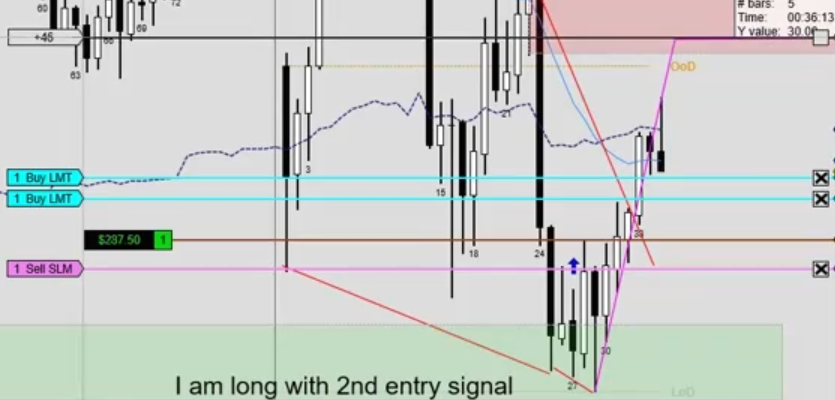 60
72
# bars: 5
Time: 00:36:13
Y value: 30.00
+45
66
69
63
OoD
21
3
1 Buy LMT
15
1 Buy LMT
33
$287.50 1
18
24
1 Sell SLM
30
I am long with 2nd entry signal
27
LoD